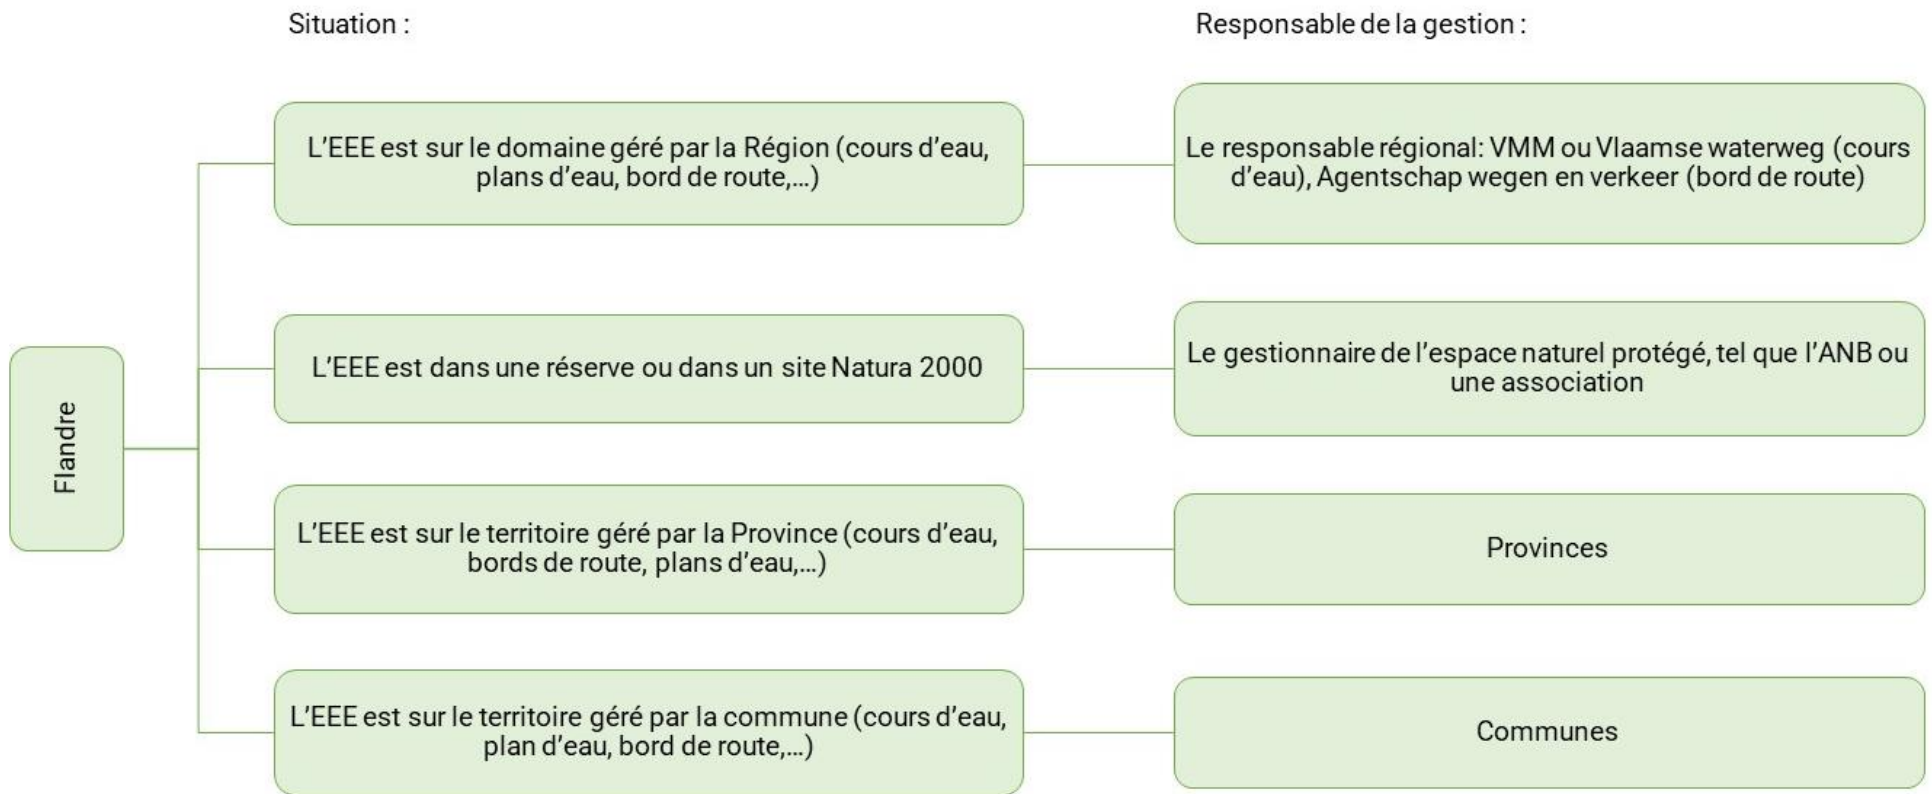 Situation :
Responsable de la gestion :
L’EEE est sur le domaine géré par la Région (cours d’eau,
plans d’eau, bord de route,...)
Le responsable régional: VMM ou Vlaamse waterweg (cours
d’eau), Agentschap wegen en verkeer (bord de route)
L’EEE est dans une réserve ou dans un site Natura 2000
Le gestionnaire de l’espace naturel protégé, tel que l’ANB ou
une association
Flandre
L’EEE est sur le territoire géré par la Province (cours d’eau,
bords de route, plans d’eau,...)
Provinces
L’EEE est sur le territoire géré par la commune (cours d’eau,
plan d’eau, bord de route,...)
Communes